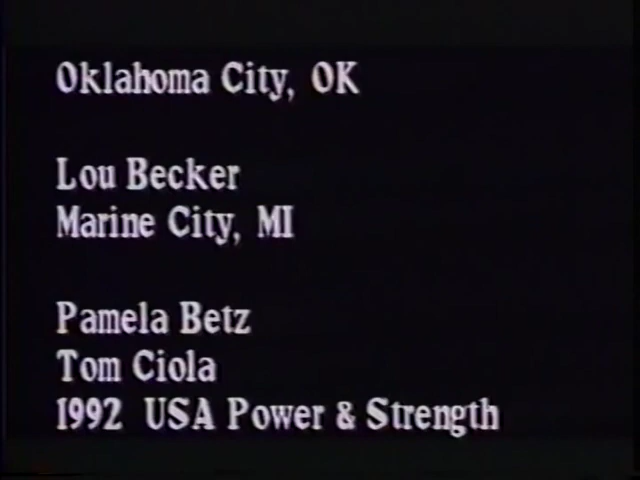 Oklahoma City, OK
Lou Becker
Marine City, MI
Pamela Betz
Tom Ciola
1992 USA Power & Strength